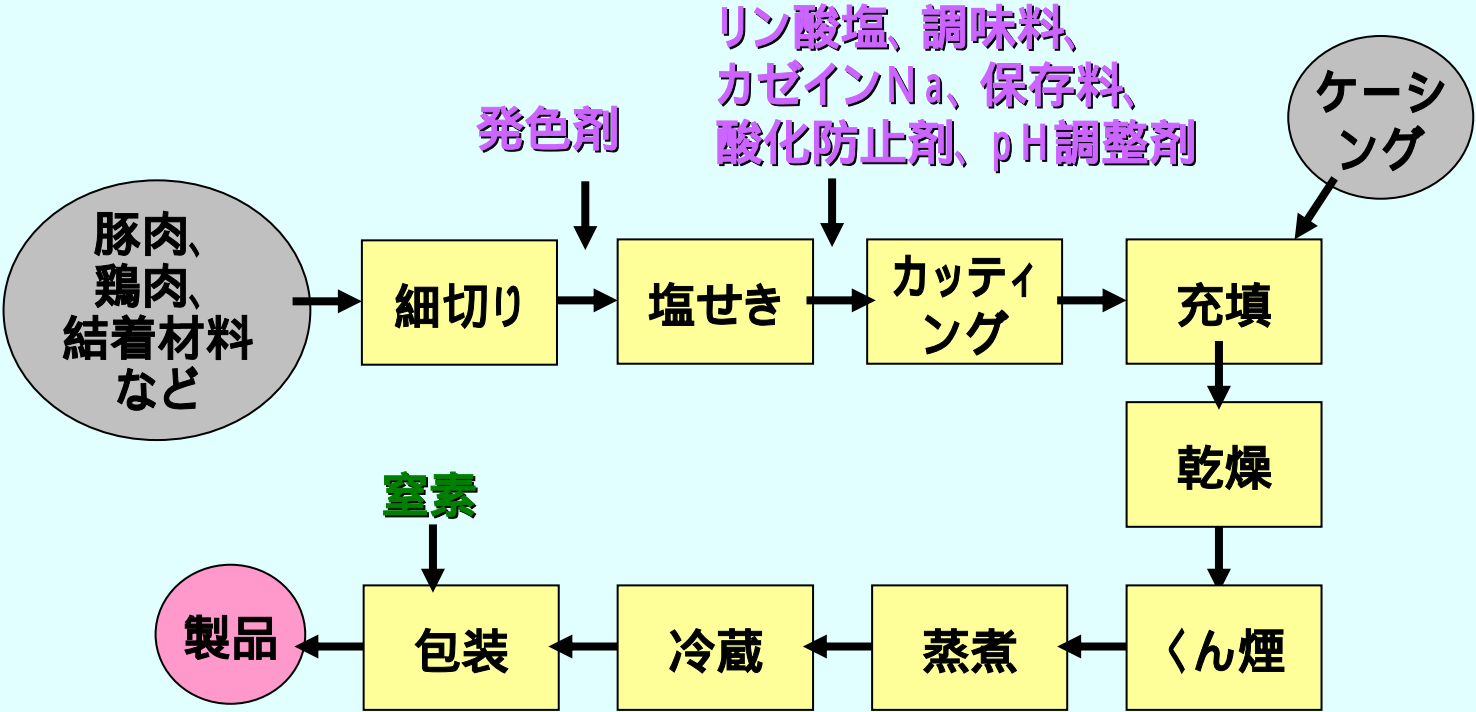 リン酸塩、調味料、
カゼインNa、保存料、
酸化防止剤、pH調整剤
発色剤
ケーシ
ング
豚肉、
鶏肉、
結着材料
など
細切り
塩せき
カッティ
ング
充填
乾燥
窒素
製品
包装
冷蔵
蒸煮
くん煙